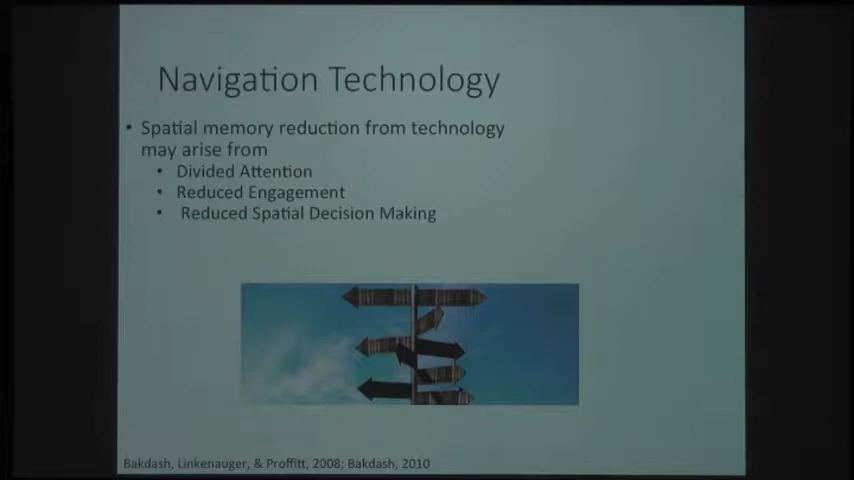 Navigation Technology
• Spatial memory reduction from technology
may arise from
• Divided Attention
• Reduced Engagement
• Reduced Spatial Decision Making
Bakdash, Linkenauger, & Proffitt, 2008; Bakdash, 2010